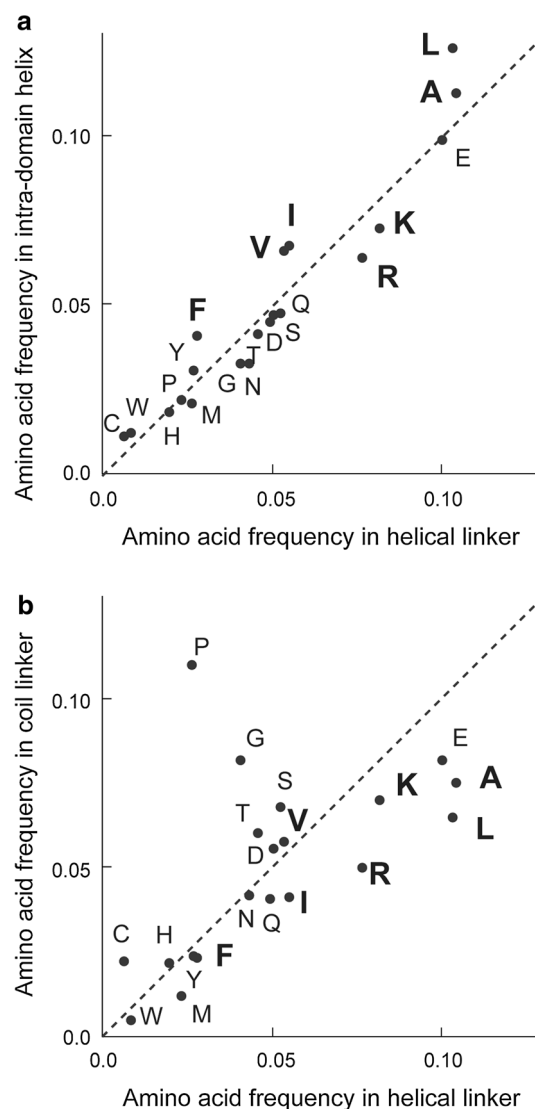 a
Amino acid frequency in intra-domain helix
L
A
0.10
E
I
K
V
R
F
0.05
Q
Y
D
S
T
P
G
N
W
M
C
H
0.0
0.0
0.05
0.10
Amino acid frequency in helical linker
b
Amino acid frequency in coil linker
P
0.10
G
E
S
A
K
T
V
L
D
R
0.05
I
N
Q
C
H
F
Y
W
M
0.0
0.0
0.05
0.10
Amino acid frequency in helical linker